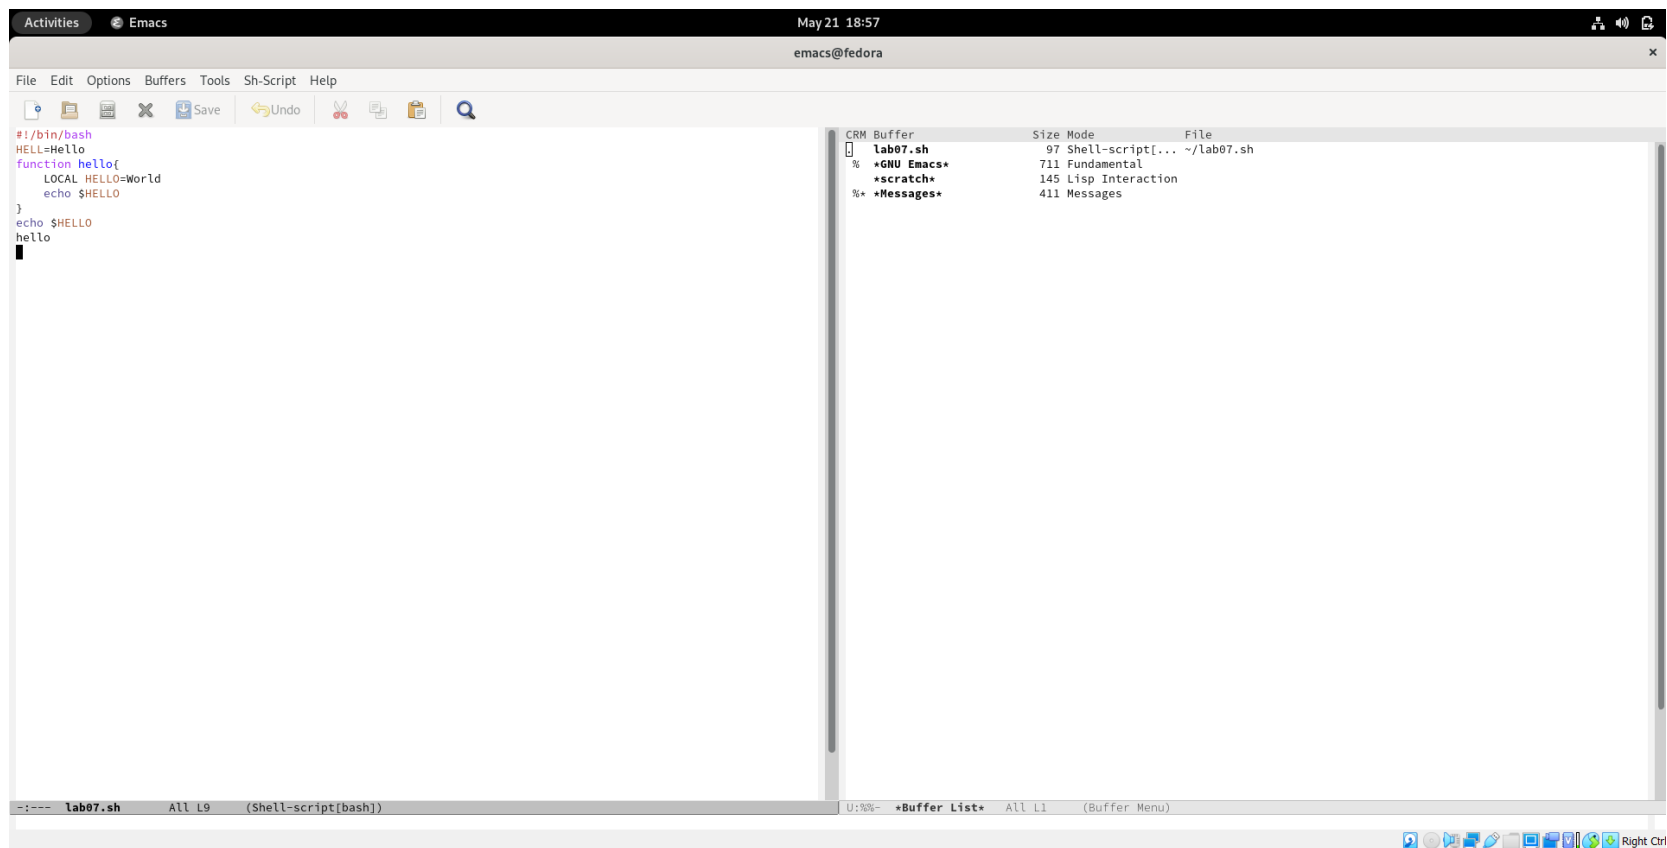 Activities Emacs May 21 18:57
emacs@fedora ×
File Edit Options Buffers Tools Sh-Script Help
Save Undo
#!/bin/bash
HELL=Hello
function hello{
    LOCAL HELLO=World
    echo $HELLO
}
echo $HELLO
hello
CRM Buffer Size Mode File
. lab07.sh 97 Shell-script[... ~/lab07.sh
% *GNU Emacs* 711 Fundamental
*scratch* 145 Lisp Interaction
%* *Messages* 411 Messages
-:--- lab07.sh All L9 (Shell-script[bash])
U:%%- *Buffer List* All L1 (Buffer Menu)
Right Ctrl